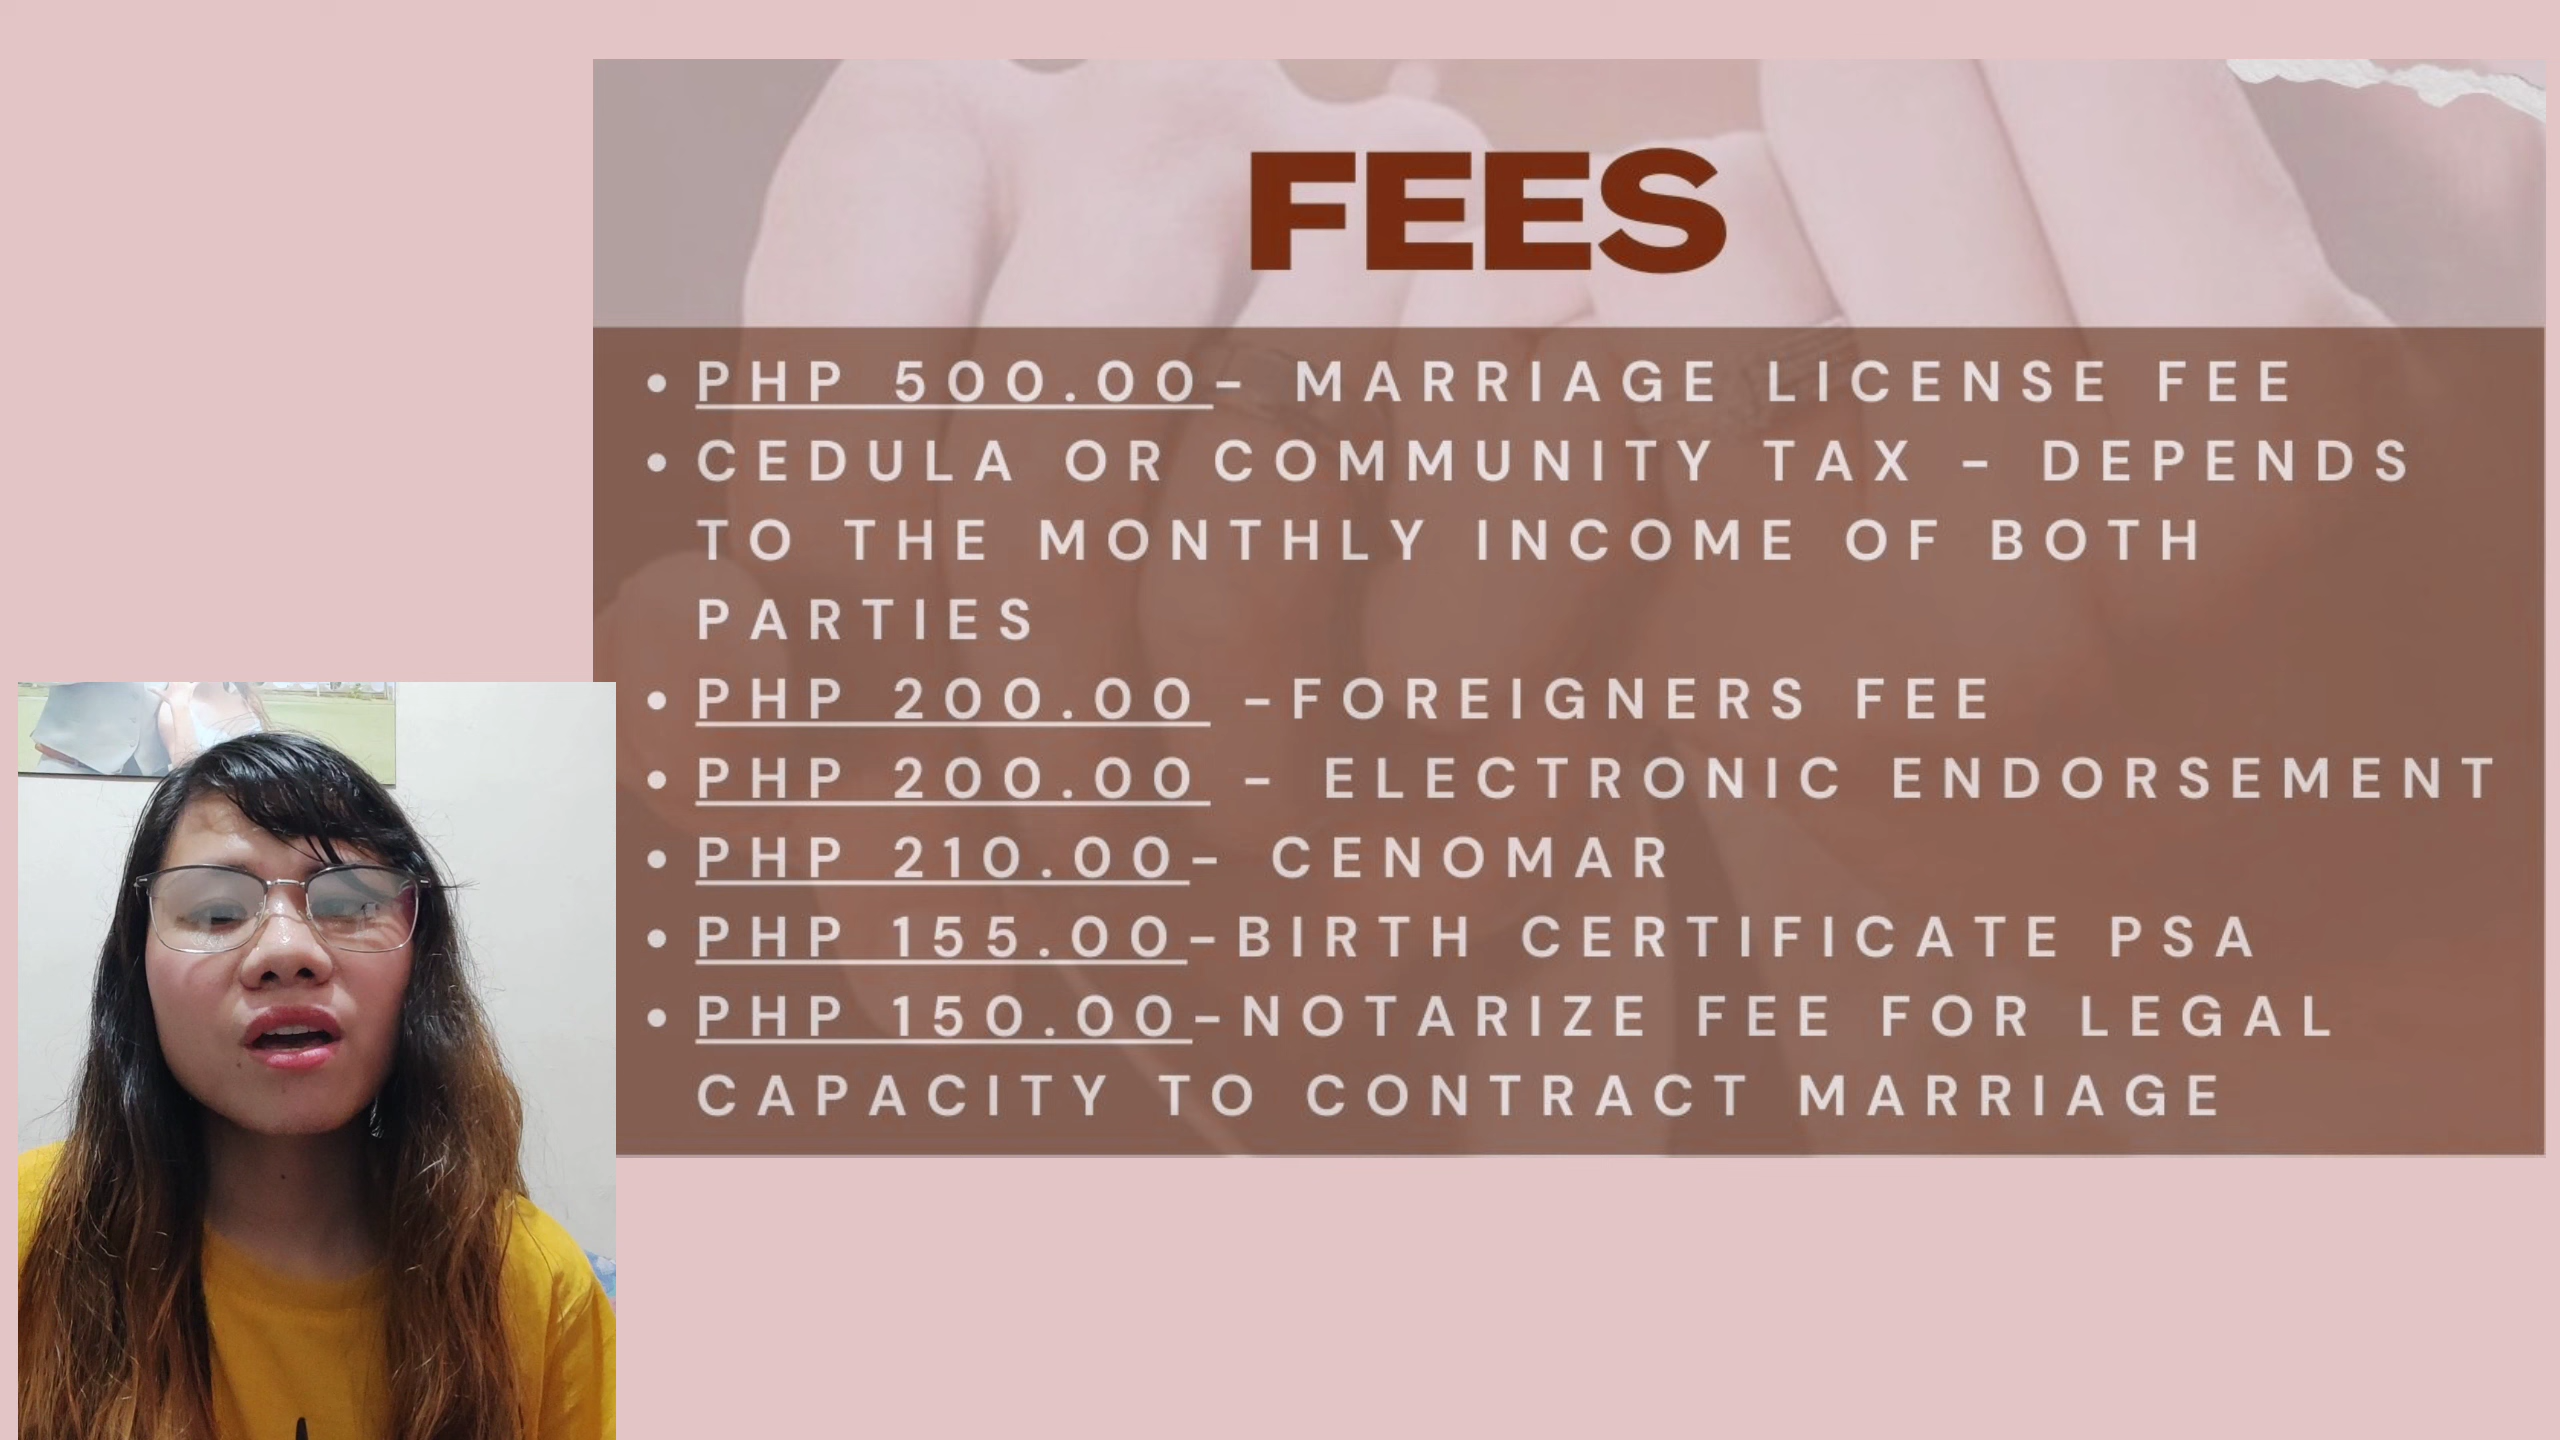 FEES
• PHP 500.00- MARRIAGE LICENSE FEE
• CEDULA OR COMMUNITY TAX - DEPENDS
TO THE MONTHLY INCOME OF BOTH
PARTIES
• PHP 200.00 -FOREIGNERS FEE
• PHP 200.00 - ELECTRONIC ENDORSEMENT
• PHP 210.00- CENOMAR
• PHP 155.00-BIRTH CERTIFICATE PSA
• PHP 150.00-NOTARIZE FEE FOR LEGAL
CAPACITY TO CONTRACT MARRIAGE